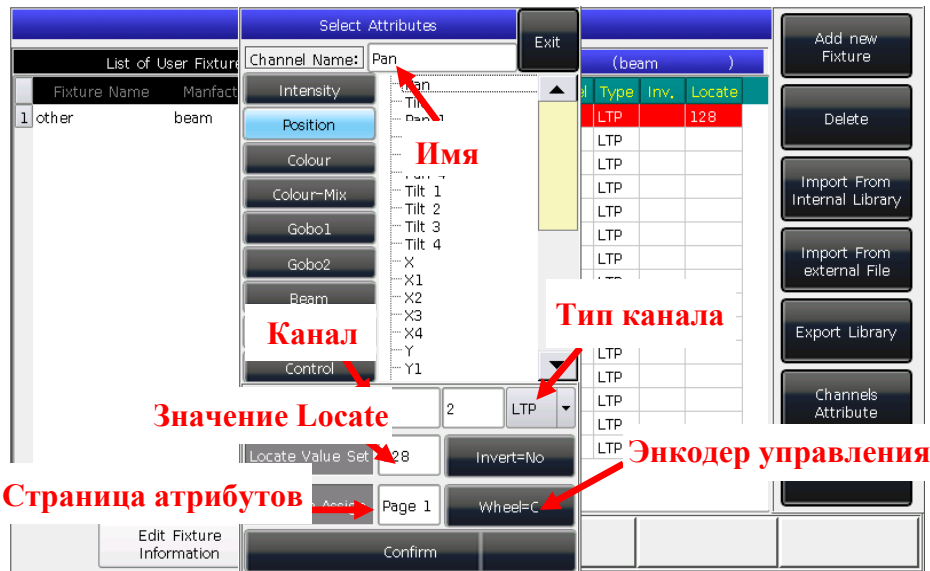 Select Attributes
Exit
Add new
Fixture
List of User Fixture
Channel Name:
Pan
(beam )
Fixture Name
Manfact
Intensity
Pan
Type
Inv.
Locate
1
other
beam
Position
LTP
128
Delete
LTP
Имя
Colour
LTP
Colour-Mix
Tilt 1
LTP
Import From
Internal Library
Tilt 2
LTP
Gobo1
Tilt 3
LTP
Tilt 4
Gobo2
X
LTP
Import From
external File
X1
Beam
X2
Тип канала
X3
Канал
X4
Export Library
Y
LTP
Control
Y1
LTP
Channels
Attribute
Значение Locate
2
LTP
LTP
LTP
Locate Value Set
28
Invert=No
LTP
Энкодер управления
Страница атрибутов
Page 1
Wheel=C
Edit Fixture
Information
Confirm